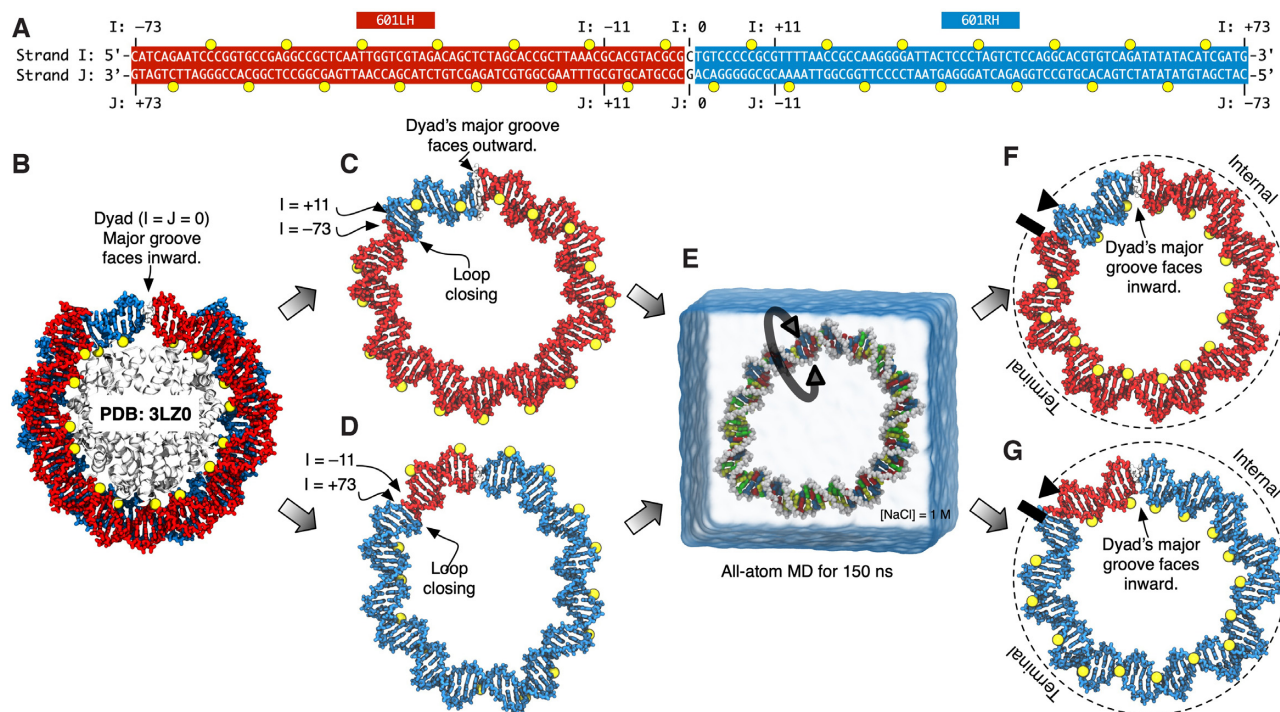 A
601LH
601RH
I: −73
I: −11
I: 0
I: +11
I: +73
Strand I: 5'-CATCAGAATCCCGGTGCCGAGGCCGCTCAATTGGTCGTAGACAGCTCTAGCACCGCTTAAACGCACGTACGCGCTGTCCCCCGCGTTTTAACCGCCAAGGGGATTACTCCCTAGTCTCCAGGCACGTGTCAGATATATACATCGATG-3'
Strand J: 3'-GTAGTCTTAGGGCCACGGCTCCGGCGAGTTAACCAGCATCTGTCGAGATCGTGGCGAATTTGCGTGCATGCGCGACAGGGGGCGCAAAATTGGCGGTTCCCCTAATGAGGGATCAGAGGTCCGTGCACAGTCTATATATGTAGCTAC-5'
J: +73
J: +11
J: 0
J: −11
J: −73
B
Dyad (I = J = 0)
Major groove
faces inward.
PDB: 3LZ0
C
Dyad's major groove
faces outward.
I = +11
I = −73
Loop
closing
D
I = −11
I = +73
Loop
closing
E
[NaCl] = 1 M
All-atom MD for 150 ns
F
Internal
Dyad's major
groove faces
inward.
Terminal
G
Internal
Dyad's major
groove faces
inward.
Terminal